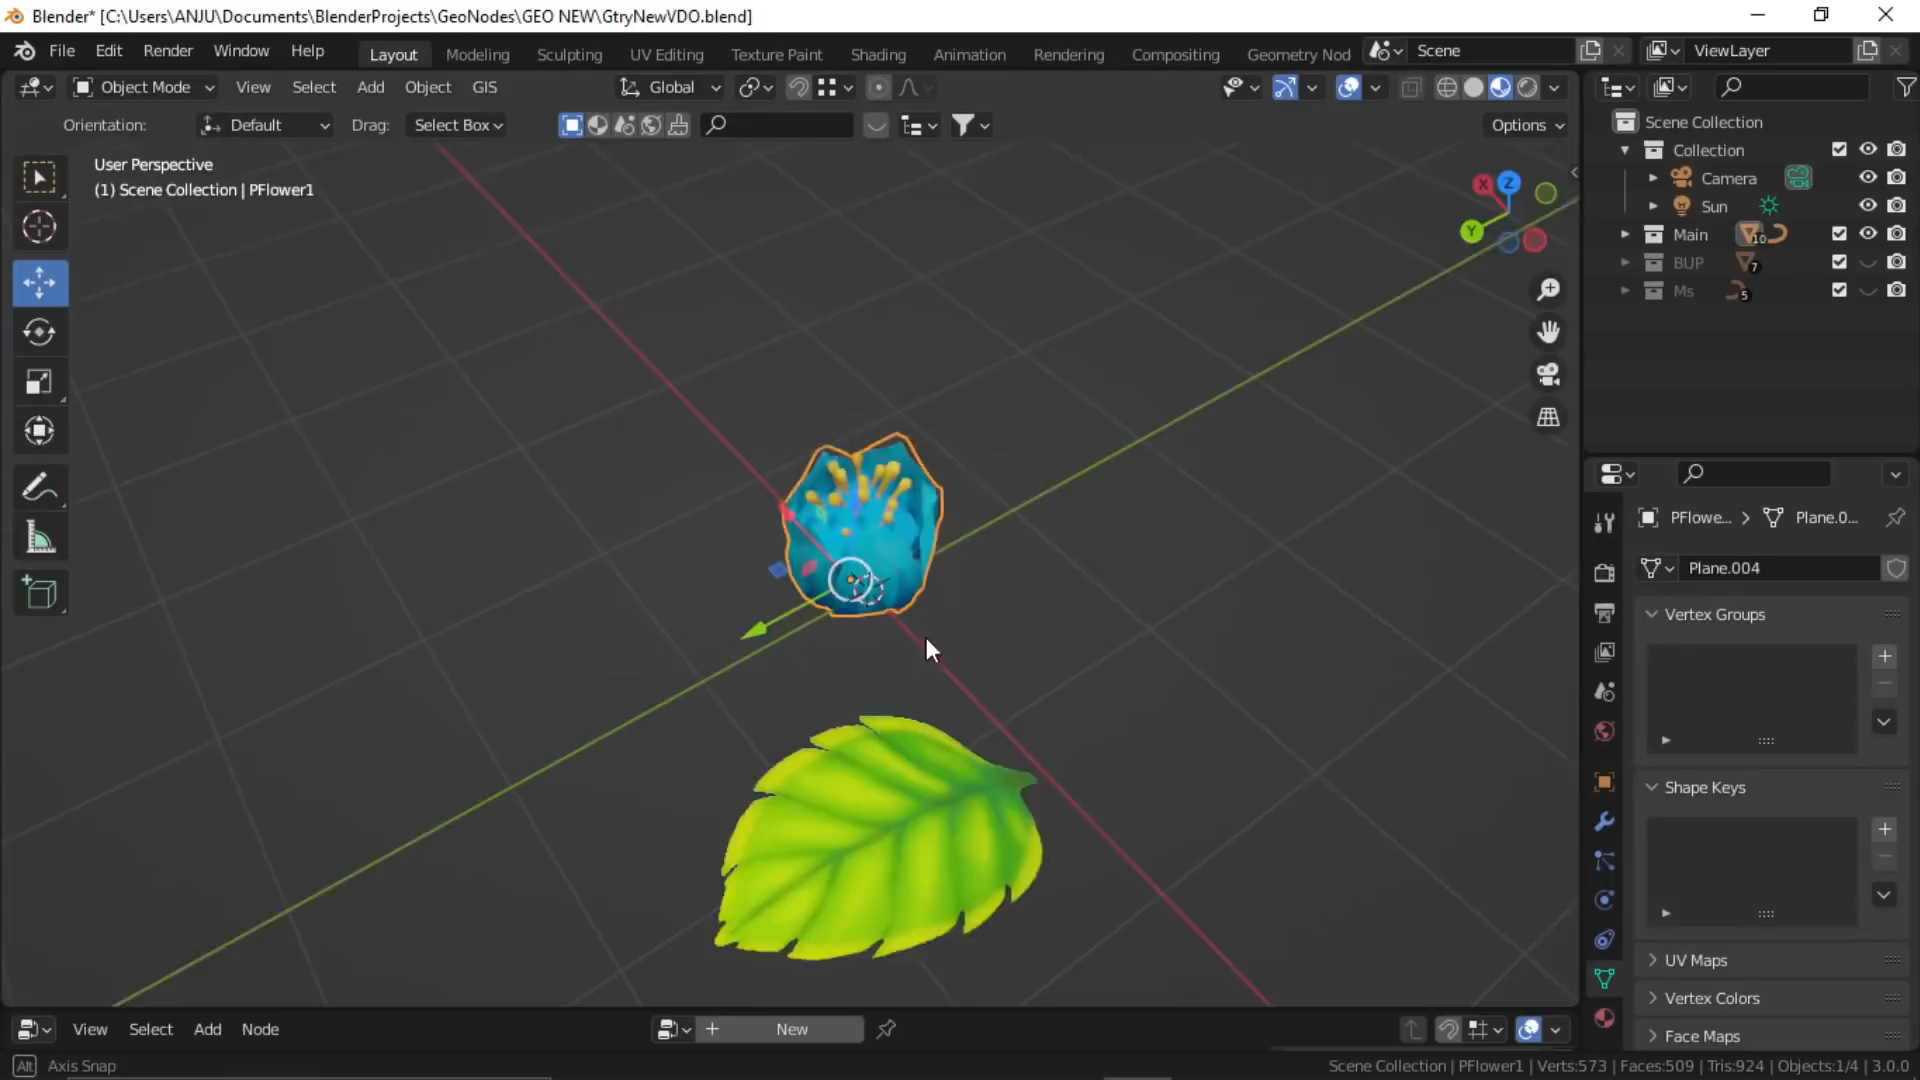 Blender* [C:\Users\ANJU\Documents\BlenderProjects\GeoNodes\GEO NEW\GtryNewVDO.blend]
File Edit Render Window Help Layout Modeling Sculpting UV Editing Texture Paint Shading Animation Rendering Compositing Geometry Nod Scene ViewLayer
Object Mode View Select Add Object GIS Global
Orientation: Default Drag: Select Box Options
User Perspective
(1) Scene Collection | PFlower1
X Z Y
Scene Collection
Collection
Camera
Sun
Main 10
BUP 7
Ms 5
PFlowe... Plane.0...
Plane.004
Vertex Groups
Shape Keys
UV Maps
Vertex Colors
Face Maps
View Select Add Node New
Alt Axis Snap
Scene Collection | PFlower1 | Verts:573 | Faces:509 | Tris:924 | Objects:1/4 | 3.0.0